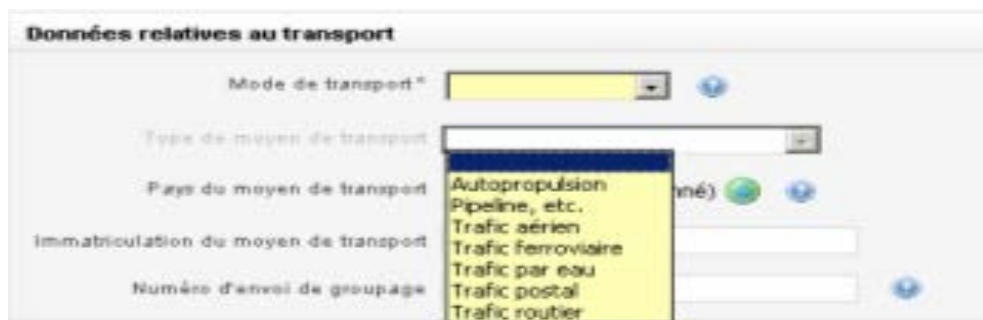 Données relatives au transport
Mode de transport*
Type de moyen de transport
Pays du moyen de transport
nné)
Immatriculation du moyen de transport
Numéro d'envoi de groupage
Autopropulsion
Pipeline, etc.
Trafic aérien
Trafic ferroviaire
Trafic par eau
Trafic postal
Trafic routier